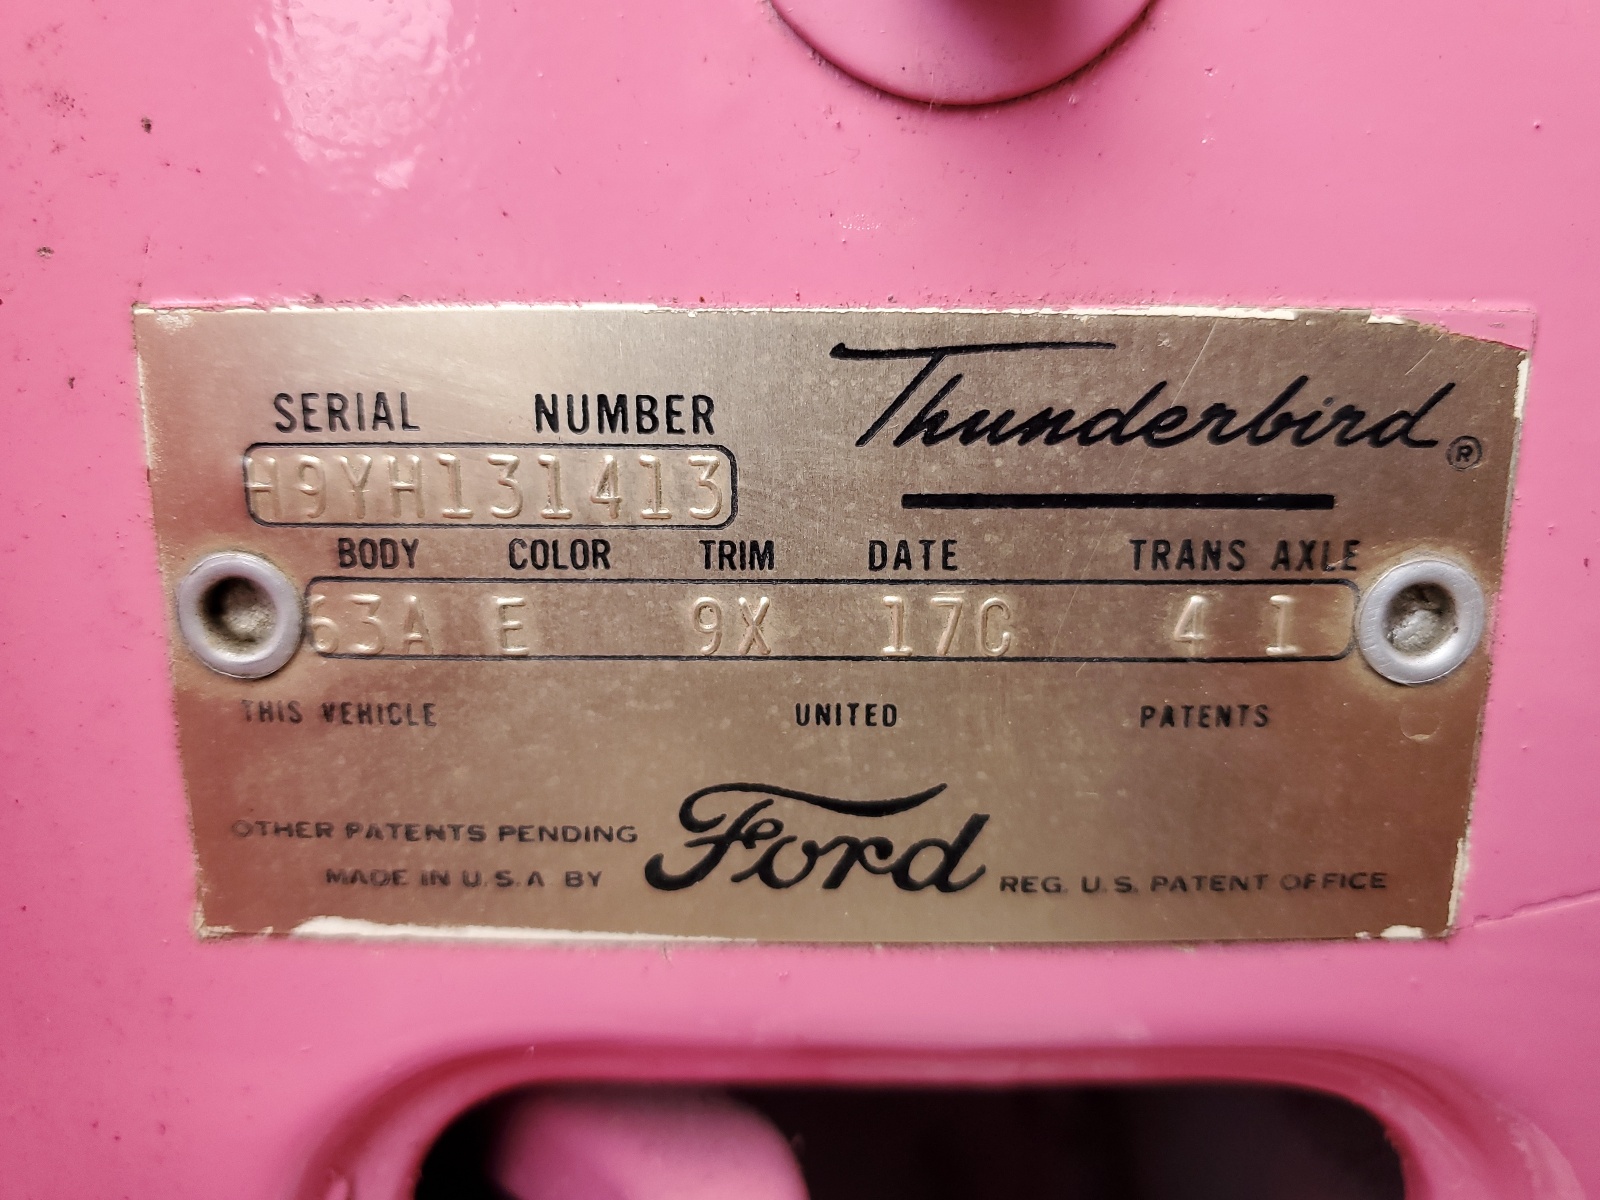 Thunderbird®
SERIAL NUMBER
H9YH131413
BODY COLOR TRIM DATE TRANS AXLE
63A E 9X 17C 4 1
THIS VEHICLE UNITED PATENTS
OTHER PATENTS PENDING
MADE IN U.S.A BY Ford REG. U.S. PATENT OFFICE